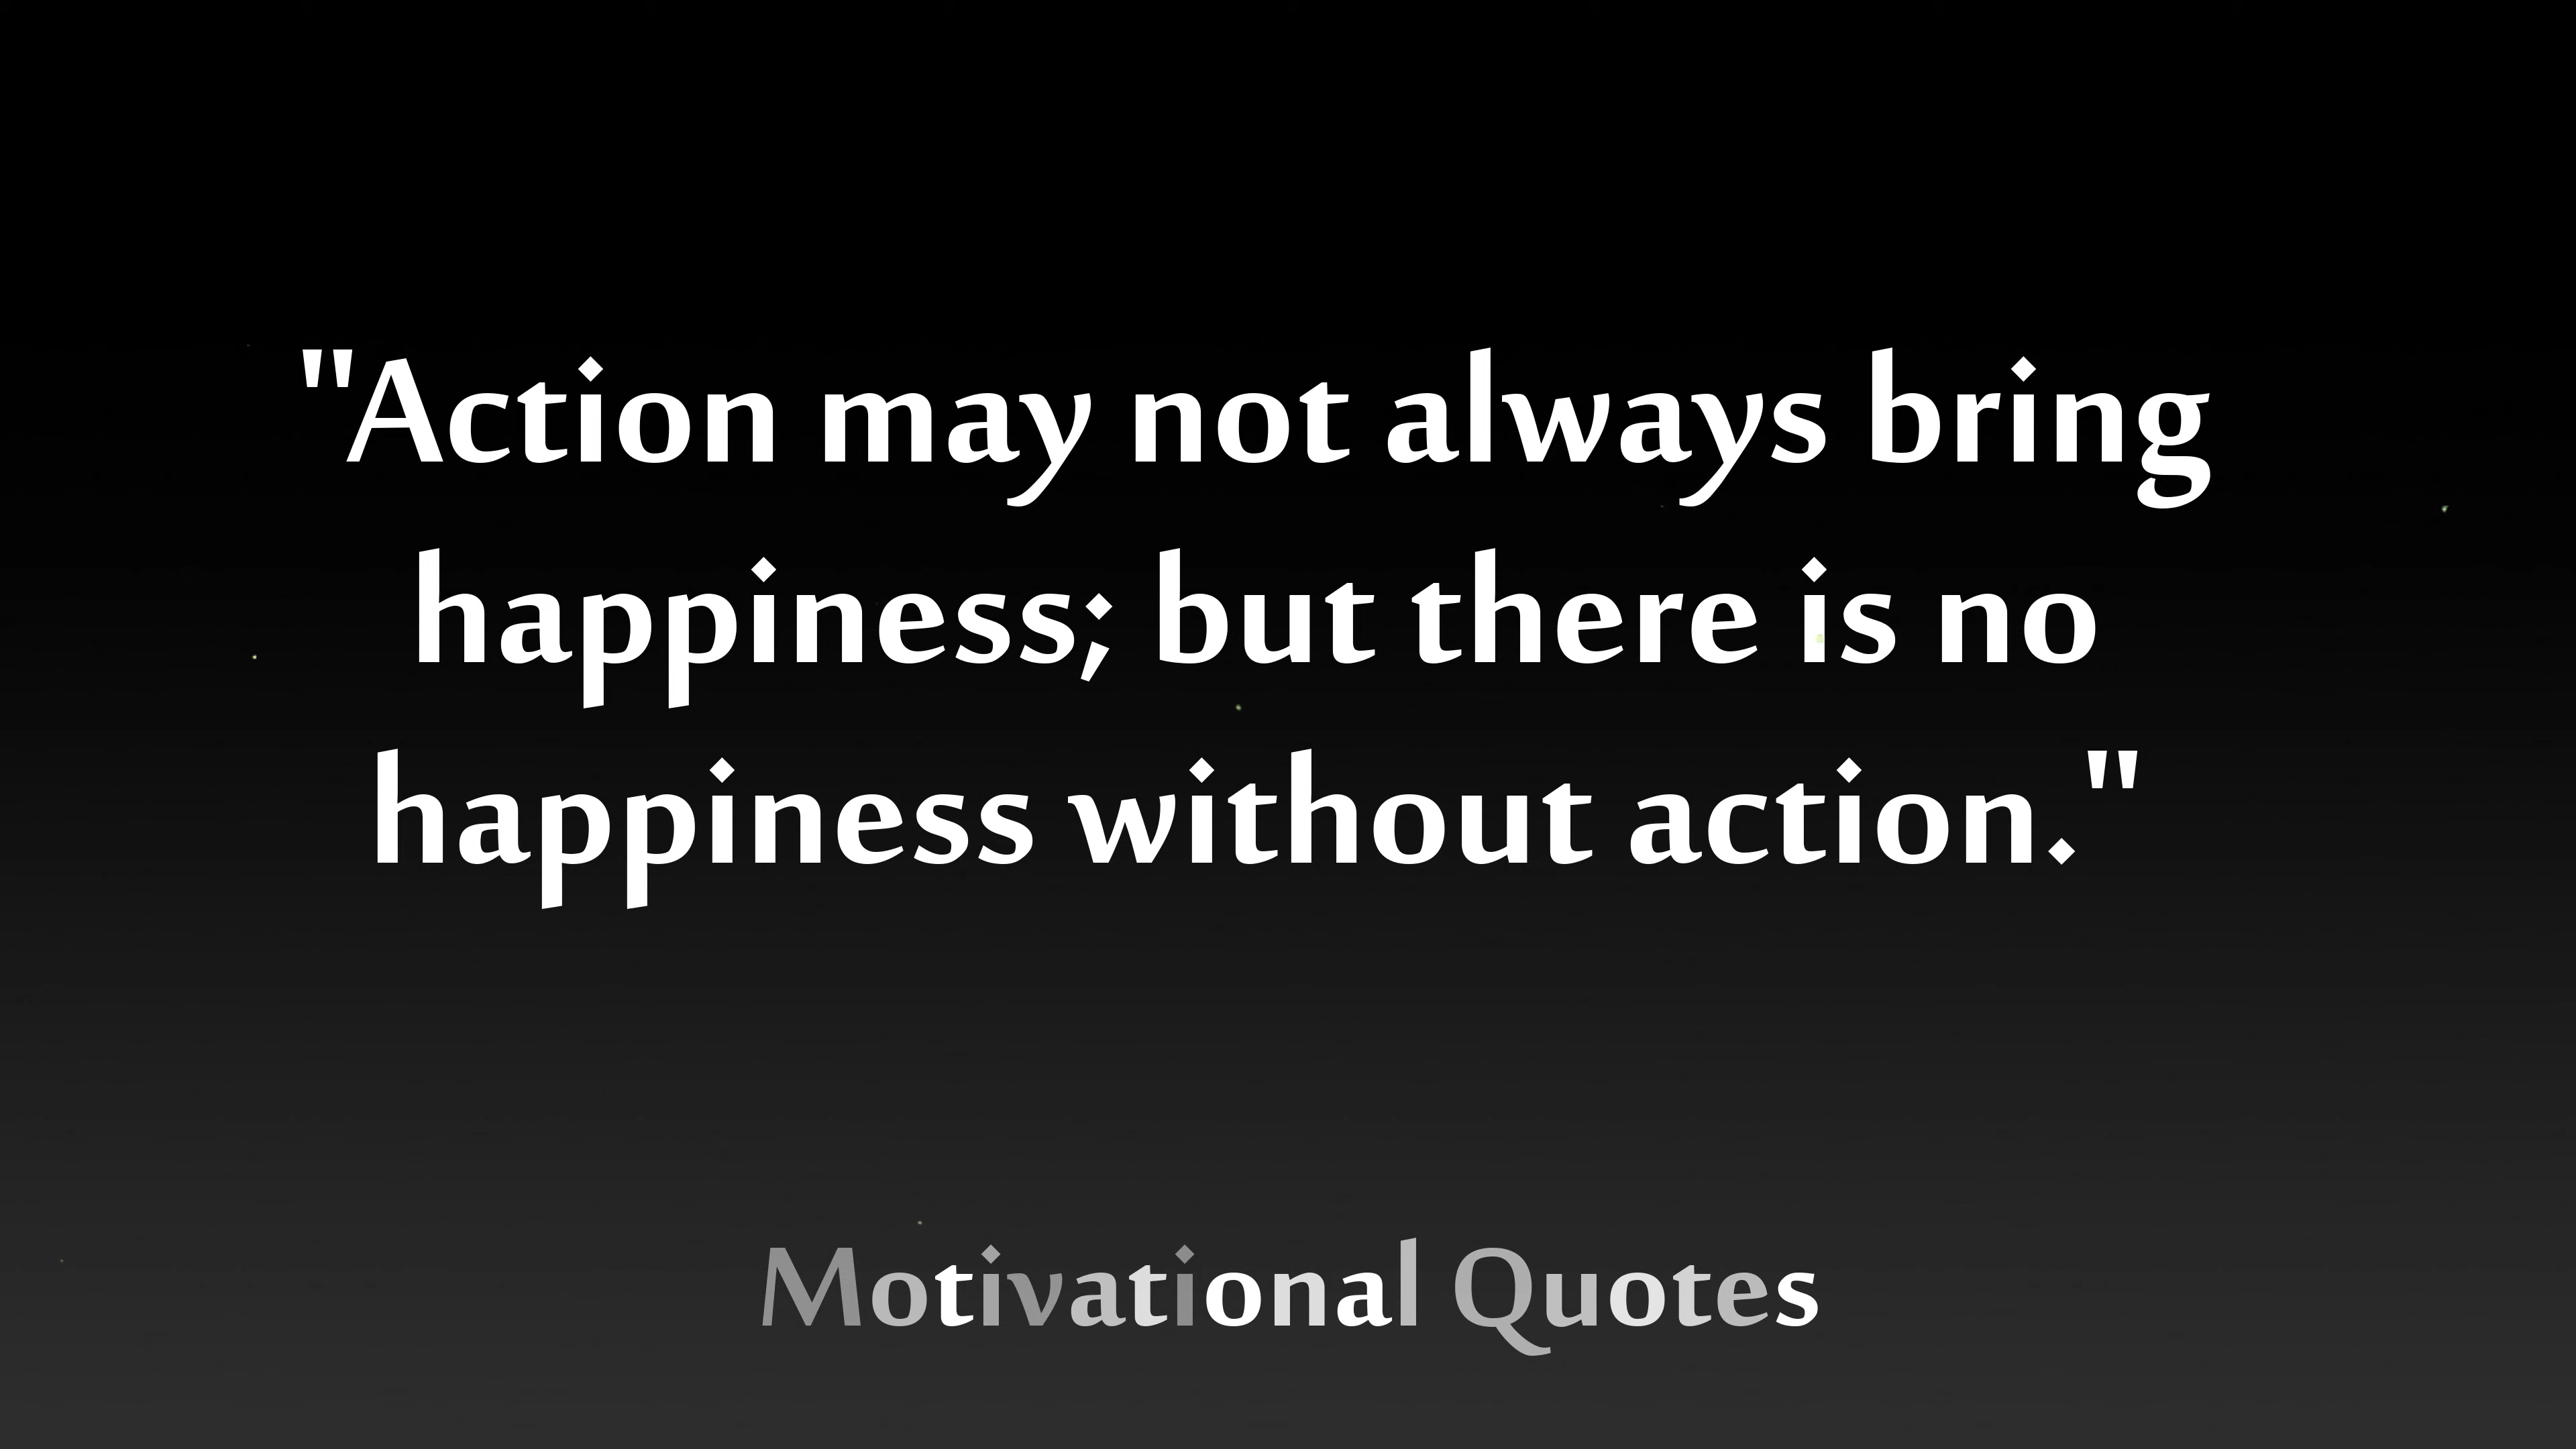 "Action may not always bring
happiness; but there is no
happiness without action."
Motivational Quotes